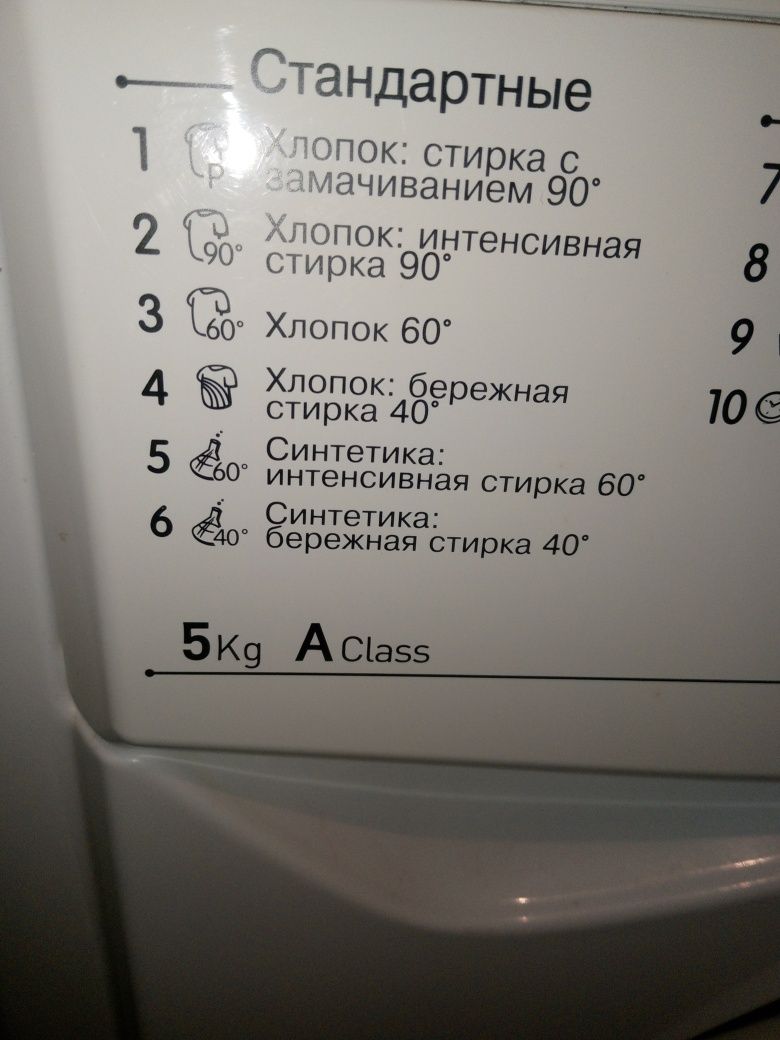 Стандартные
1 P Хлопок: стирка с
замачиванием 90°
2 90° Хлопок: интенсивная
стирка 90°
3 60° Хлопок 60°
4 Хлопок: бережная
стирка 40°
5 60° Синтетика:
интенсивная стирка 60°
6 40° Синтетика:
бережная стирка 40°
5 Kg A Class
7
8
9
10